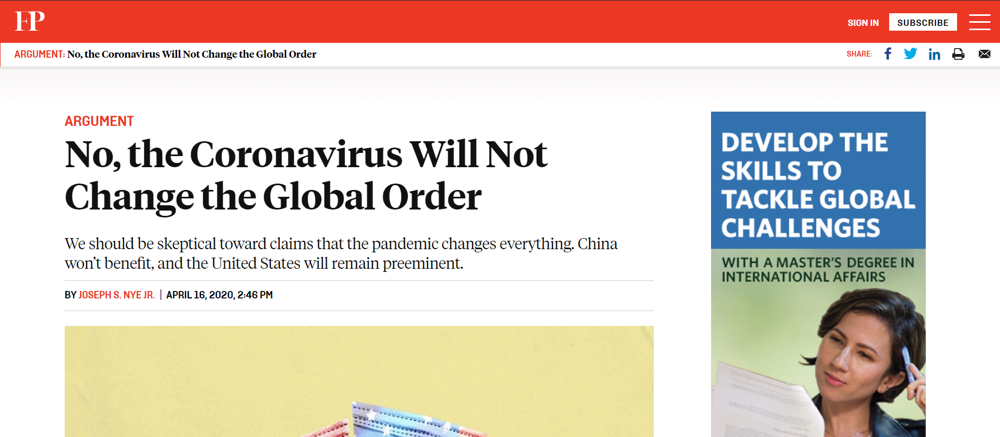 FP
SIGN IN
SUBSCRIBE
ARGUMENT: No, the Coronavirus Will Not Change the Global Order
SHARE:
ARGUMENT
No, the Coronavirus Will Not
Change the Global Order
We should be skeptical toward claims that the pandemic changes everything. China
won’t benefit, and the United States will remain preeminent.
BY JOSEPH S. NYE JR. | APRIL 16, 2020, 2:46 PM
DEVELOP THE
SKILLS TO
TACKLE GLOBAL
CHALLENGES
WITH A MASTER'S DEGREE IN
INTERNATIONAL AFFAIRS